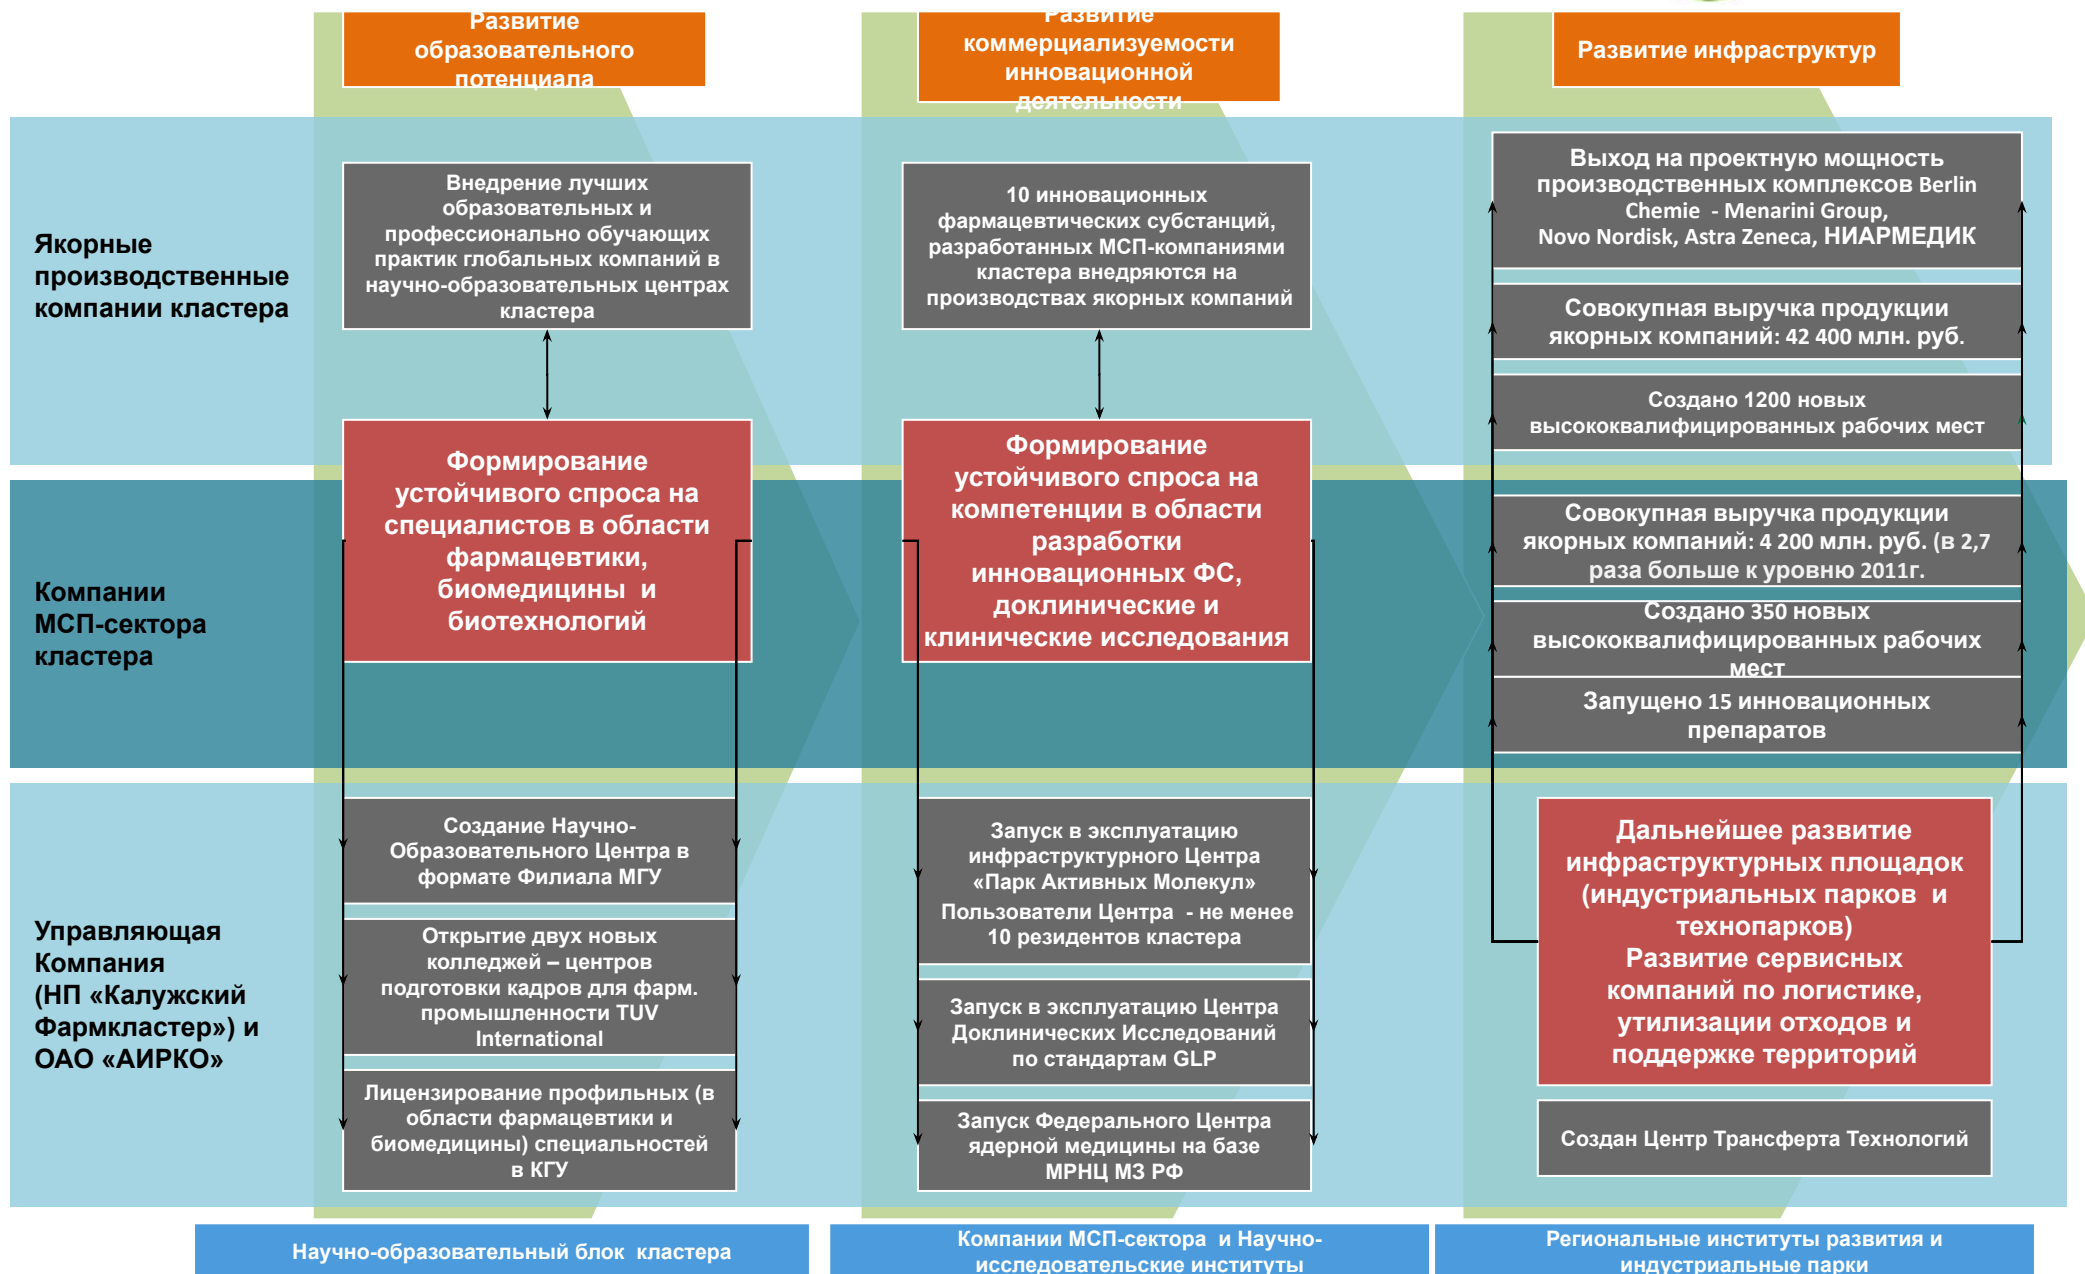 Развитие
образовательного
потенциала
Развитие
коммерциализуемости
инновационной
деятельности
Развитие инфраструктур
Якорные
производственные
компании кластера
Внедрение лучших
образовательных и
профессионально обучающих
практик глобальных компаний в
научно-образовательных центрах
кластера
10 инновационных
фармацевтических субстанций,
разработанных МСП-компаниями
кластера внедряются на
производствах якорных компаний
Выход на проектную мощность
производственных комплексов Berlin
Chemie - Menarini Group,
Novo Nordisk, Astra Zeneca, НИАРМЕДИК
Совокупная выручка продукции
якорных компаний: 42 400 млн. руб.
Создано 1200 новых
высококвалифицированных рабочих мест
Компании
МСП-сектора
кластера
Формирование
устойчивого спроса на
специалистов в области
фармацевтики,
биомедицины и
биотехнологий
Формирование
устойчивого спроса на
компетенции в области
разработки
инновационных ФС,
доклинические и
клинические исследования
Совокупная выручка продукции
якорных компаний: 4 200 млн. руб. (в 2,7
раза больше к уровню 2011г.
Создано 350 новых
высококвалифицированных рабочих
мест
Запущено 15 инновационных
препаратов
Управляющая
Компания
(НП «Калужский
Фармкластер») и
ОАО «АИРКО»
Создание Научно-
Образовательного Центра в
формате Филиала МГУ
Открытие двух новых
колледжей – центров
подготовки кадров для фарм.
промышленности TUV
International
Лицензирование профильных (в
области фармацевтики и
биомедицины) специальностей
в КГУ
Запуск в эксплуатацию
инфраструктурного Центра
«Парк Активных Молекул»
Пользователи Центра - не менее
10 резидентов кластера
Запуск в эксплуатацию Центра
Доклинических Исследований
по стандартам GLP
Запуск Федерального Центра
ядерной медицины на базе
МРНЦ МЗ РФ
Дальнейшее развитие
инфраструктурных площадок
(индустриальных парков и
технопарков)
Развитие сервисных
компаний по логистике,
утилизации отходов и
поддержке территорий
Создан Центр Трансферта Технологий
Научно-образовательный блок кластера
Компании МСП-сектора и Научно-
исследовательские институты
Региональные институты развития и
индустриальные парки